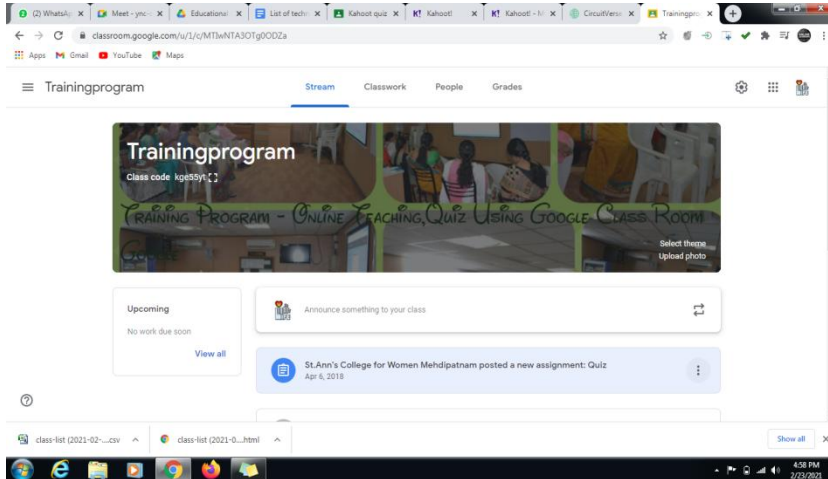 (2) WhatsA
Meet - ync-
Educational
List of techn
Kahoot quiz
Kahoot!
Kahoot! - M
CircuitVerse
Trainingpro
classroom.google.com/u/1/c/MTIwNTA3OTg0ODZa
Apps
Gmail
YouTube
Maps
Trainingprogram
Stream
Classwork
People
Grades
Trainingprogram
Class code kge55yt
Training Program - Online Teaching,Quiz Using Google Class Room
Google
Select theme
Upload photo
Upcoming
No work due soon
View all
Announce something to your class
St.Ann's College for Women Mehdipatnam posted a new assignment: Quiz
Apr 6, 2018
class-list (2021-02-....csv
class-list (2021-0....html
Show all
4:58 PM
2/23/2021